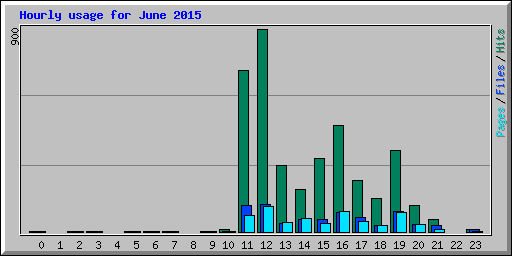 Hourly usage for June 2015
900
Pages/Files/Hits
0 1 2 3 4 5 6 7 8 9 10 11 12 13 14 15 16 17 18 19 20 21 22 23